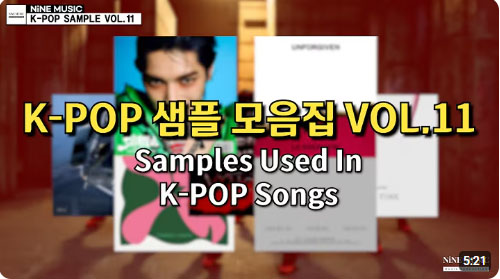 NiNE MUSIC
K-POP SAMPLE VOL.11
UNFORGIVEN
K-POP 샘플 모음집 VOL.11
Samples Used In
K-POP Songs
5:21